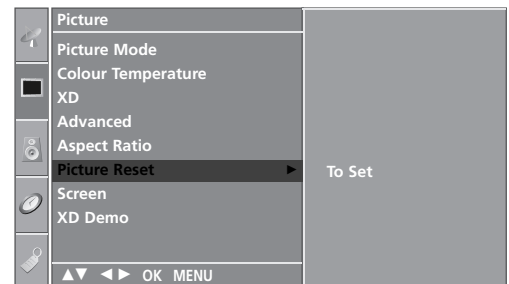 Picture
Picture Mode
Colour Temperature
XD
Advanced
Aspect Ratio
Picture Reset ▶ To Set
Screen
XD Demo
▲▼ ◄► OK MENU